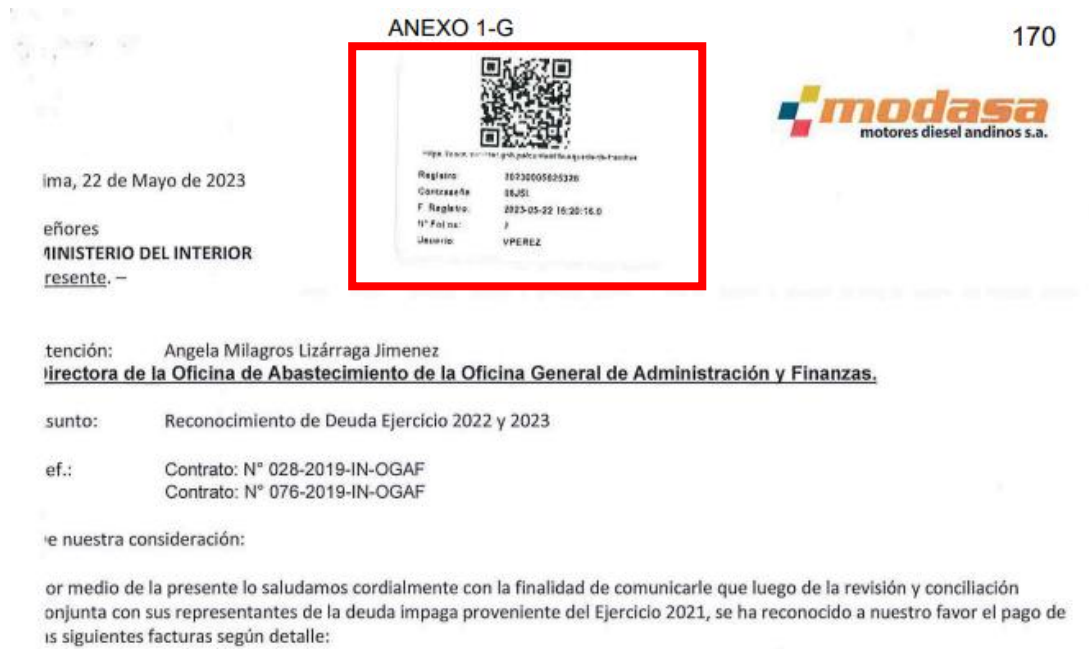 ANEXO 1-G
170
modasa
motores diesel andinos s.a.
Registro:
Contraseña
F. Registro: 2023-05-22 16:20:16.0
N° Folios: 2
Usuario: VPEREZ
ima, 22 de Mayo de 2023
eñores
MINISTERIO DEL INTERIOR
resente. –
tención: Angela Milagros Lizárraga Jimenez
irectora de la Oficina de Abastecimiento de la Oficina General de Administración y Finanzas.
sunto: Reconocimiento de Deuda Ejercicio 2022 y 2023
ef.: Contrato: N° 028-2019-IN-OGAF
Contrato: N° 076-2019-IN-OGAF
e nuestra consideración:
or medio de la presente lo saludamos cordialmente con la finalidad de comunicarle que luego de la revisión y conciliación
onjunta con sus representantes de la deuda impaga proveniente del Ejercicio 2021, se ha reconocido a nuestro favor el pago de
as siguientes facturas según detalle: